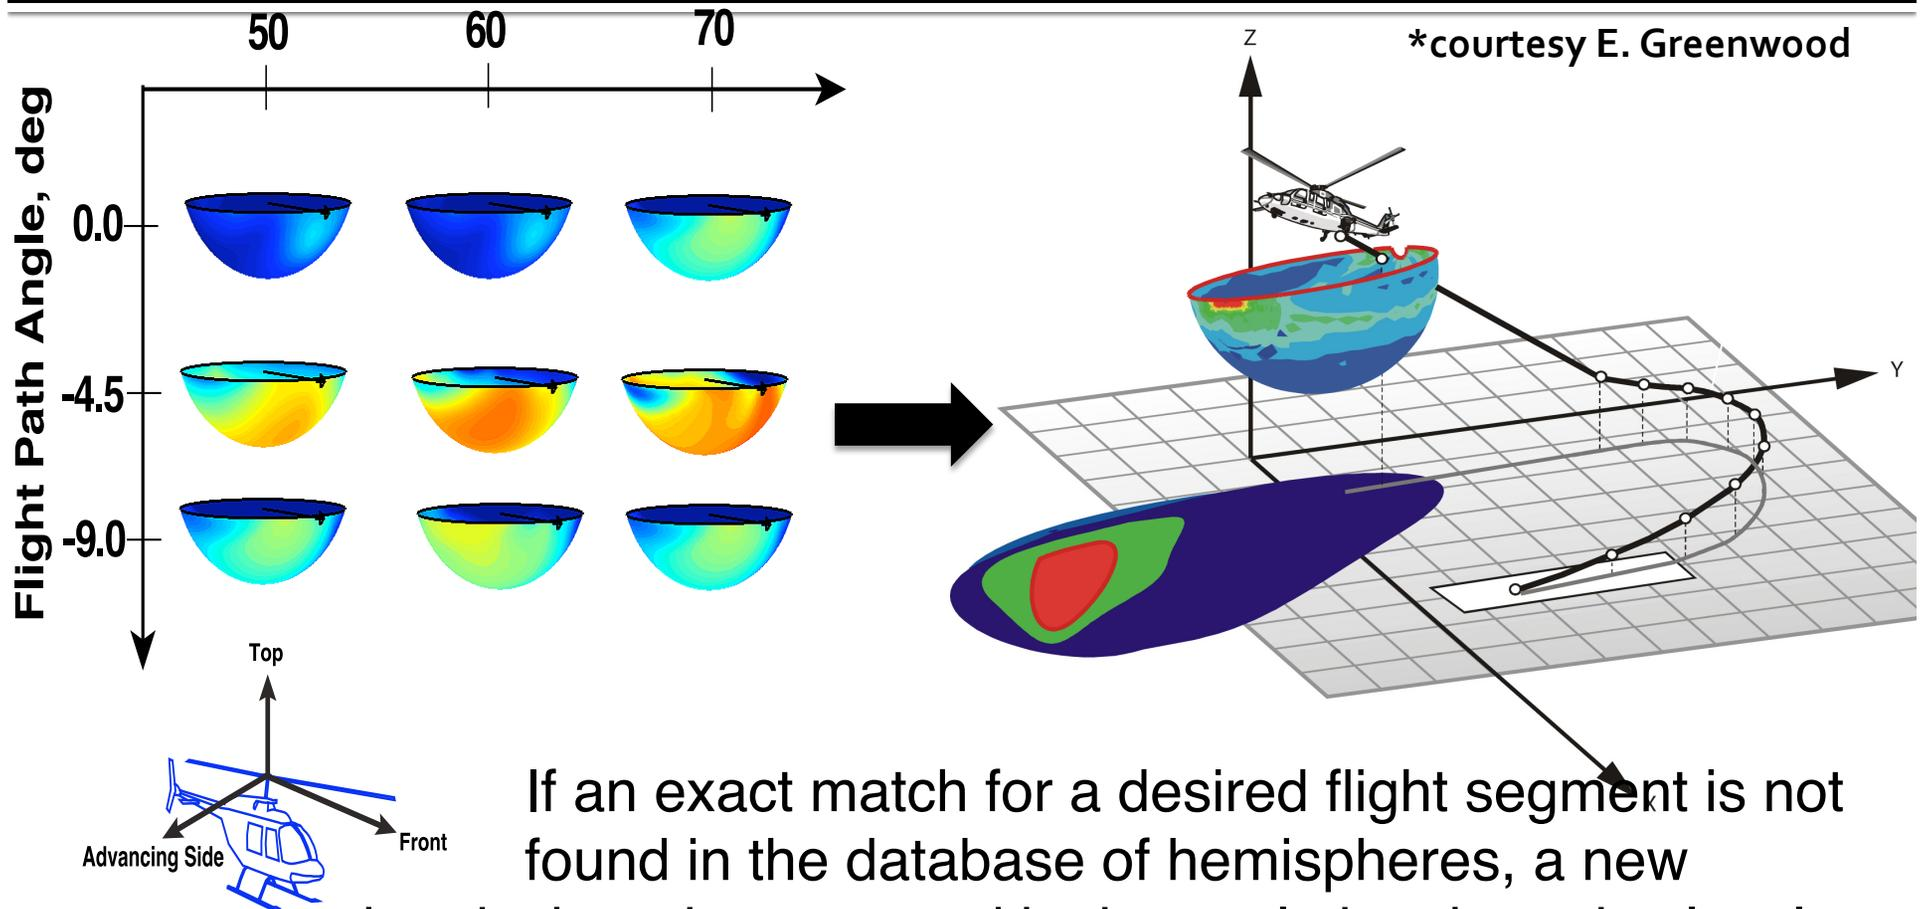 50 60 70
*courtesy E. Greenwood
Z
Flight Path Angle, deg
0.0
-4.5
-9.0
Y
Top
Front
Advancing Side
X
If an exact match for a desired flight segment is not
found in the database of hemispheres, a new